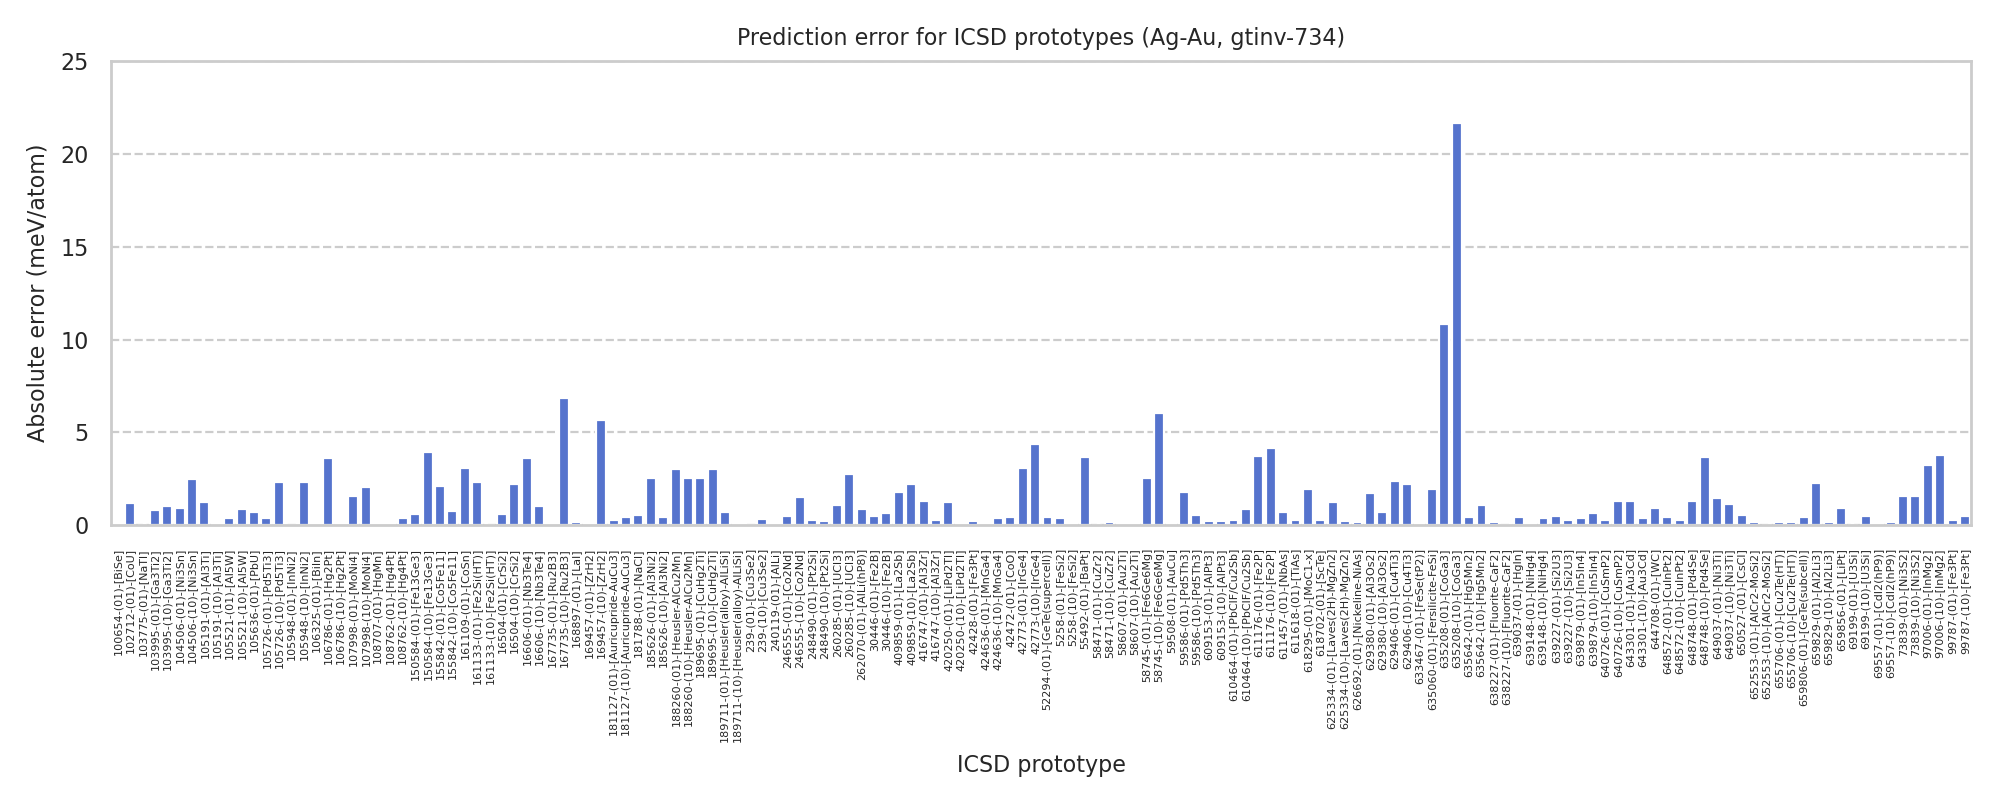 Prediction error for ICSD prototypes (Ag-Au, gtinv-734)
Absolute error (meV/atom)
25
20
15
10
5
0
100654-(01)-[BiSe]
102712-(01)-[CoU]
103775-(01)-[NaTl]
103995-(01)-[Ga3Ti2]
103995-(10)-[Ga3Ti2]
104506-(01)-[Ni3Sn]
104506-(10)-[Ni3Sn]
105191-(01)-[Al3Ti]
105191-(10)-[Al3Ti]
105521-(01)-[Al5W]
105521-(10)-[Al5W]
105636-(01)-[PbU]
105726-(01)-[Pd5Ti3]
105726-(10)-[Pd5Ti3]
105948-(01)-[InNi2]
105948-(10)-[InNi2]
106325-(01)-[BiIn]
106786-(01)-[Hg2Pt]
106786-(10)-[Hg2Pt]
107998-(01)-[MoNi4]
107998-(10)-[MoNi4]
108707-(01)-[HgMn]
108762-(01)-[Hg4Pt]
108762-(10)-[Hg4Pt]
150584-(01)-[Fe13Ge3]
150584-(10)-[Fe13Ge3]
155842-(01)-[Co5Fe11]
155842-(10)-[Co5Fe11]
161109-(01)-[CoSn]
161133-(01)-[Fe2Si(HT)]
161133-(10)-[Fe2Si(HT)]
16504-(01)-[CrSi2]
16504-(10)-[CrSi2]
16606-(01)-[Nb3Te4]
16606-(10)-[Nb3Te4]
167735-(01)-[Ru2B3]
167735-(10)-[Ru2B3]
168897-(01)-[LaI]
169457-(01)-[ZrH2]
169457-(10)-[ZrH2]
181127-(01)-[Auricupride-AuCu3]
181127-(10)-[Auricupride-AuCu3]
181788-(01)-[NaCl]
185626-(01)-[Al3Ni2]
185626-(10)-[Al3Ni2]
188260-(01)-[Heusler-AlCu2Mn]
188260-(10)-[Heusler-AlCu2Mn]
189695-(01)-[CuHg2Ti]
189695-(10)-[CuHg2Ti]
189711-(01)-[Heusler(alloy)-AlLiSi]
189711-(10)-[Heusler(alloy)-AlLiSi]
239-(01)-[Cu3Se2]
239-(10)-[Cu3Se2]
240119-(01)-[AlLi]
246555-(01)-[Co2Nd]
246555-(10)-[Co2Nd]
248490-(01)-[Pt2Si]
248490-(10)-[Pt2Si]
260285-(01)-[UCl3]
260285-(10)-[UCl3]
262070-(01)-[AlLi(hP8)]
30446-(01)-[Fe2B]
30446-(10)-[Fe2B]
409859-(01)-[La2Sb]
409859-(10)-[La2Sb]
416747-(01)-[Al3Zr]
416747-(10)-[Al3Zr]
420250-(01)-[LiPd2Tl]
420250-(10)-[LiPd2Tl]
42428-(01)-[Fe3Pt]
424636-(01)-[MnGa4]
424636-(10)-[MnGa4]
42472-(01)-[CoO]
42773-(01)-[IrGe4]
42773-(10)-[IrGe4]
52294-(01)-[GeTe(supercell)]
5258-(01)-[FeSi2]
5258-(10)-[FeSi2]
55492-(01)-[BaPt]
58471-(01)-[CuZr2]
58471-(10)-[CuZr2]
58607-(01)-[Au2Ti]
58607-(10)-[Au2Ti]
58745-(01)-[Fe6Ge6Mg]
58745-(10)-[Fe6Ge6Mg]
59508-(01)-[AuCu]
59586-(01)-[Pd5Th3]
59586-(10)-[Pd5Th3]
609153-(01)-[AlPt3]
609153-(10)-[AlPt3]
610464-(01)-[PbClF/Cu2Sb]
610464-(10)-[PbClF/Cu2Sb]
611176-(01)-[Fe2P]
611176-(10)-[Fe2P]
611457-(01)-[NbAs]
611618-(01)-[TiAs]
618295-(01)-[MoC1-x]
618702-(01)-[ScTe]
625334-(01)-[Laves(2H)-MgZn2]
625334-(10)-[Laves(2H)-MgZn2]
626692-(01)-[Nickeline-NiAs]
629380-(01)-[Al3Os2]
629380-(10)-[Al3Os2]
629406-(01)-[Cu4Ti3]
629406-(10)-[Cu4Ti3]
633467-(01)-[FeSe(tP2)]
635060-(01)-[Fersilicite-FeSi]
635208-(01)-[CoGa3]
635208-(10)-[CoGa3]
635642-(01)-[Hg5Mn2]
635642-(10)-[Hg5Mn2]
638227-(01)-[Fluorite-CaF2]
638227-(10)-[Fluorite-CaF2]
639037-(01)-[HgIn]
639148-(01)-[NiHg4]
639148-(10)-[NiHg4]
639227-(01)-[Si2U3]
639227-(10)-[Si2U3]
639879-(01)-[In5In4]
639879-(10)-[In5In4]
640726-(01)-[CuSmP2]
640726-(10)-[CuSmP2]
643301-(01)-[Au3Cd]
643301-(10)-[Au3Cd]
644708-(01)-[WC]
648572-(01)-[CuInPt2]
648572-(10)-[CuInPt2]
648748-(01)-[Pd4Se]
648748-(10)-[Pd4Se]
649037-(01)-[Ni3Ti]
649037-(10)-[Ni3Ti]
650527-(01)-[CsCl]
652553-(01)-[AlCr2-MoSi2]
652553-(10)-[AlCr2-MoSi2]
655706-(01)-[Cu2Te(HT)]
655706-(10)-[Cu2Te(HT)]
659806-(01)-[GeTe(subcell)]
659829-(01)-[Al2Li3]
659829-(10)-[Al2Li3]
659856-(01)-[LiPt]
69199-(01)-[U3Si]
69199-(10)-[U3Si]
69557-(01)-[CdI2(hP9)]
69557-(10)-[CdI2(hP9)]
73839-(01)-[Ni3S2]
73839-(10)-[Ni3S2]
97006-(01)-[InMg2]
97006-(10)-[InMg2]
99787-(01)-[Fe3Pt]
99787-(10)-[Fe3Pt]
ICSD prototype